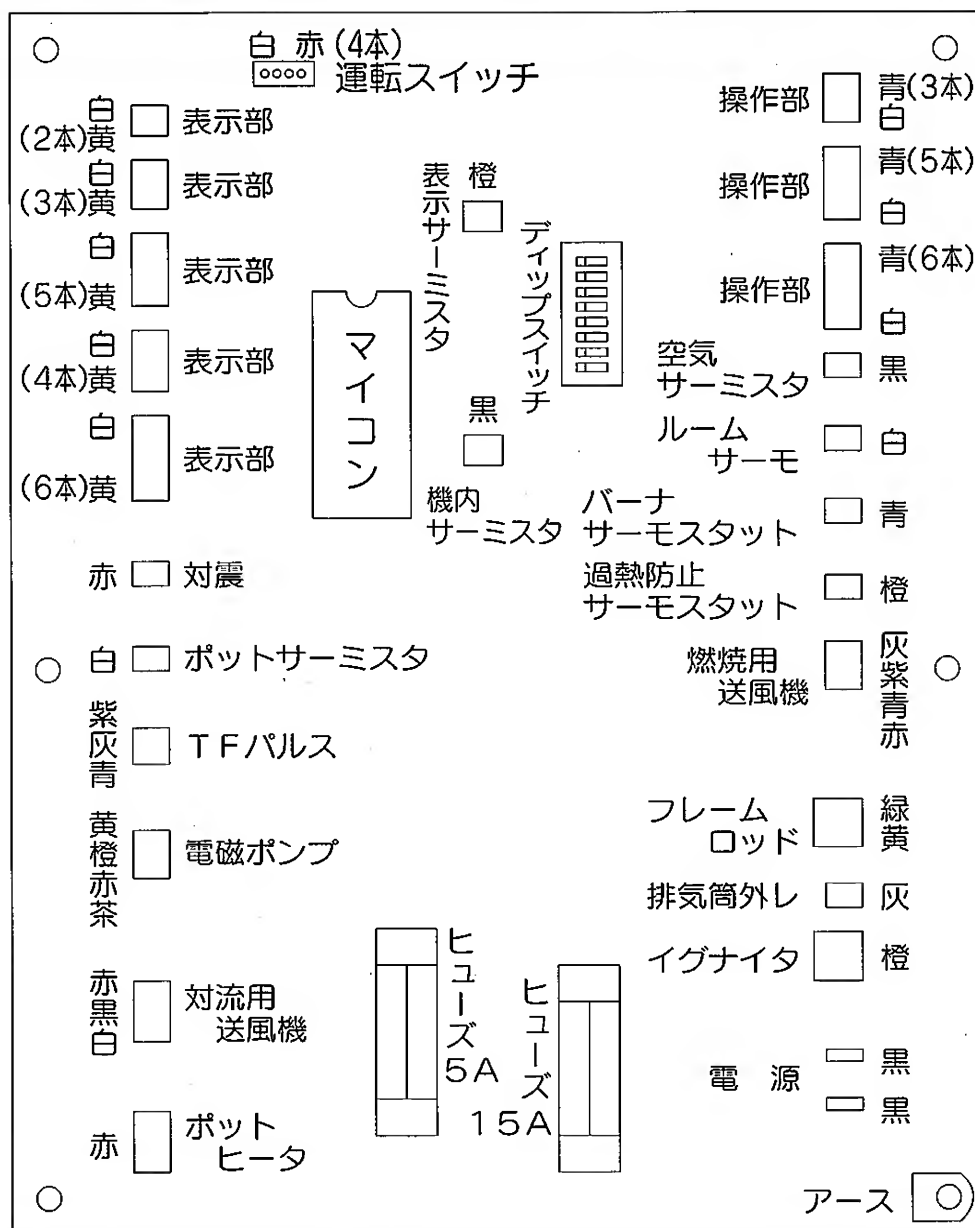 白 赤(4本)
運転スイッチ
白
(2本)黄
表示部
白
(3本)黄
表示部
白
(5本)黄
表示部
白
(4本)黄
表示部
白
(6本)黄
表示部
赤
対震
白
ポットサーミスタ
紫灰青
TFパルス
黄橙赤茶
電磁ポンプ
赤黒白
対流用
送風機
赤
ポット
ヒータ
マイコン
表示サーミスタ
橙
ディップスイッチ
黒
機内
サーミスタ
ヒューズ
5A
ヒューズ
15A
操作部
青(3本)
白
操作部
青(5本)
白
操作部
青(6本)
白
空気
サーミスタ
黒
ルーム
サーモ
白
バーナ
サーモスタット
青
過熱防止
サーモスタット
橙
燃焼用
送風機
灰紫青赤
フレーム
ロッド
緑黄
排気筒外レ
灰
イグナイタ
橙
電 源
黒
黒
アース